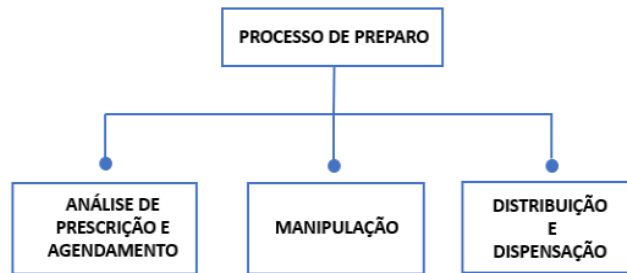 PROCESSO DE PREPARO
ANÁLISE DE
PRESCRIÇÃO E
AGENDAMENTO
MANIPULAÇÃO
DISTRIBUIÇÃO
E
DISPENSAÇÃO